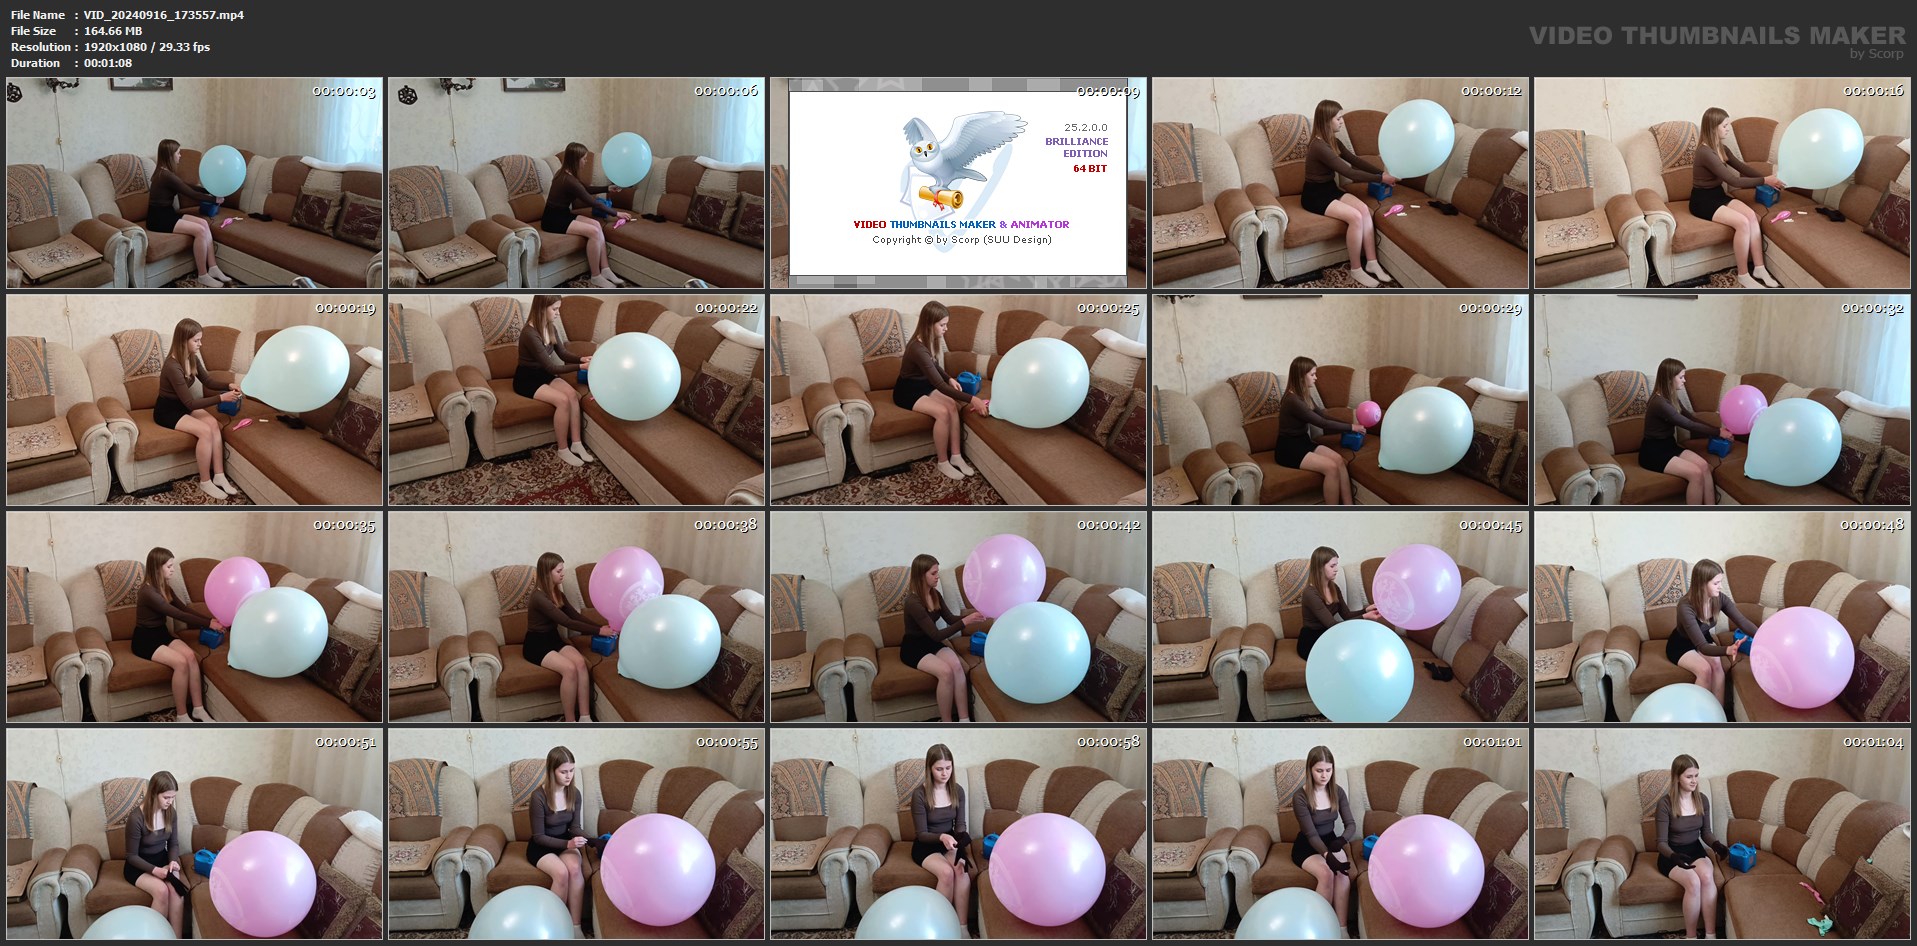 File Name : VID_20240916_173557.mp4
File Size : 164.66 MB
Resolution : 1920x1080 / 29.33 fps
Duration : 00:01:08
VIDEO THUMBNAILS MAKER
by Scorp
00:00:03
00:00:06
00:00:09
25.2.0.0
BRILLIANCE
EDITION
64 BIT
VIDEO THUMBNAILS MAKER & ANIMATOR
Copyright © by Scorp (SUU Design)
00:00:12
00:00:16
00:00:19
00:00:22
00:00:25
00:00:29
00:00:32
00:00:35
00:00:38
00:00:42
00:00:45
00:00:48
00:00:51
00:00:55
00:00:58
00:01:01
00:01:04